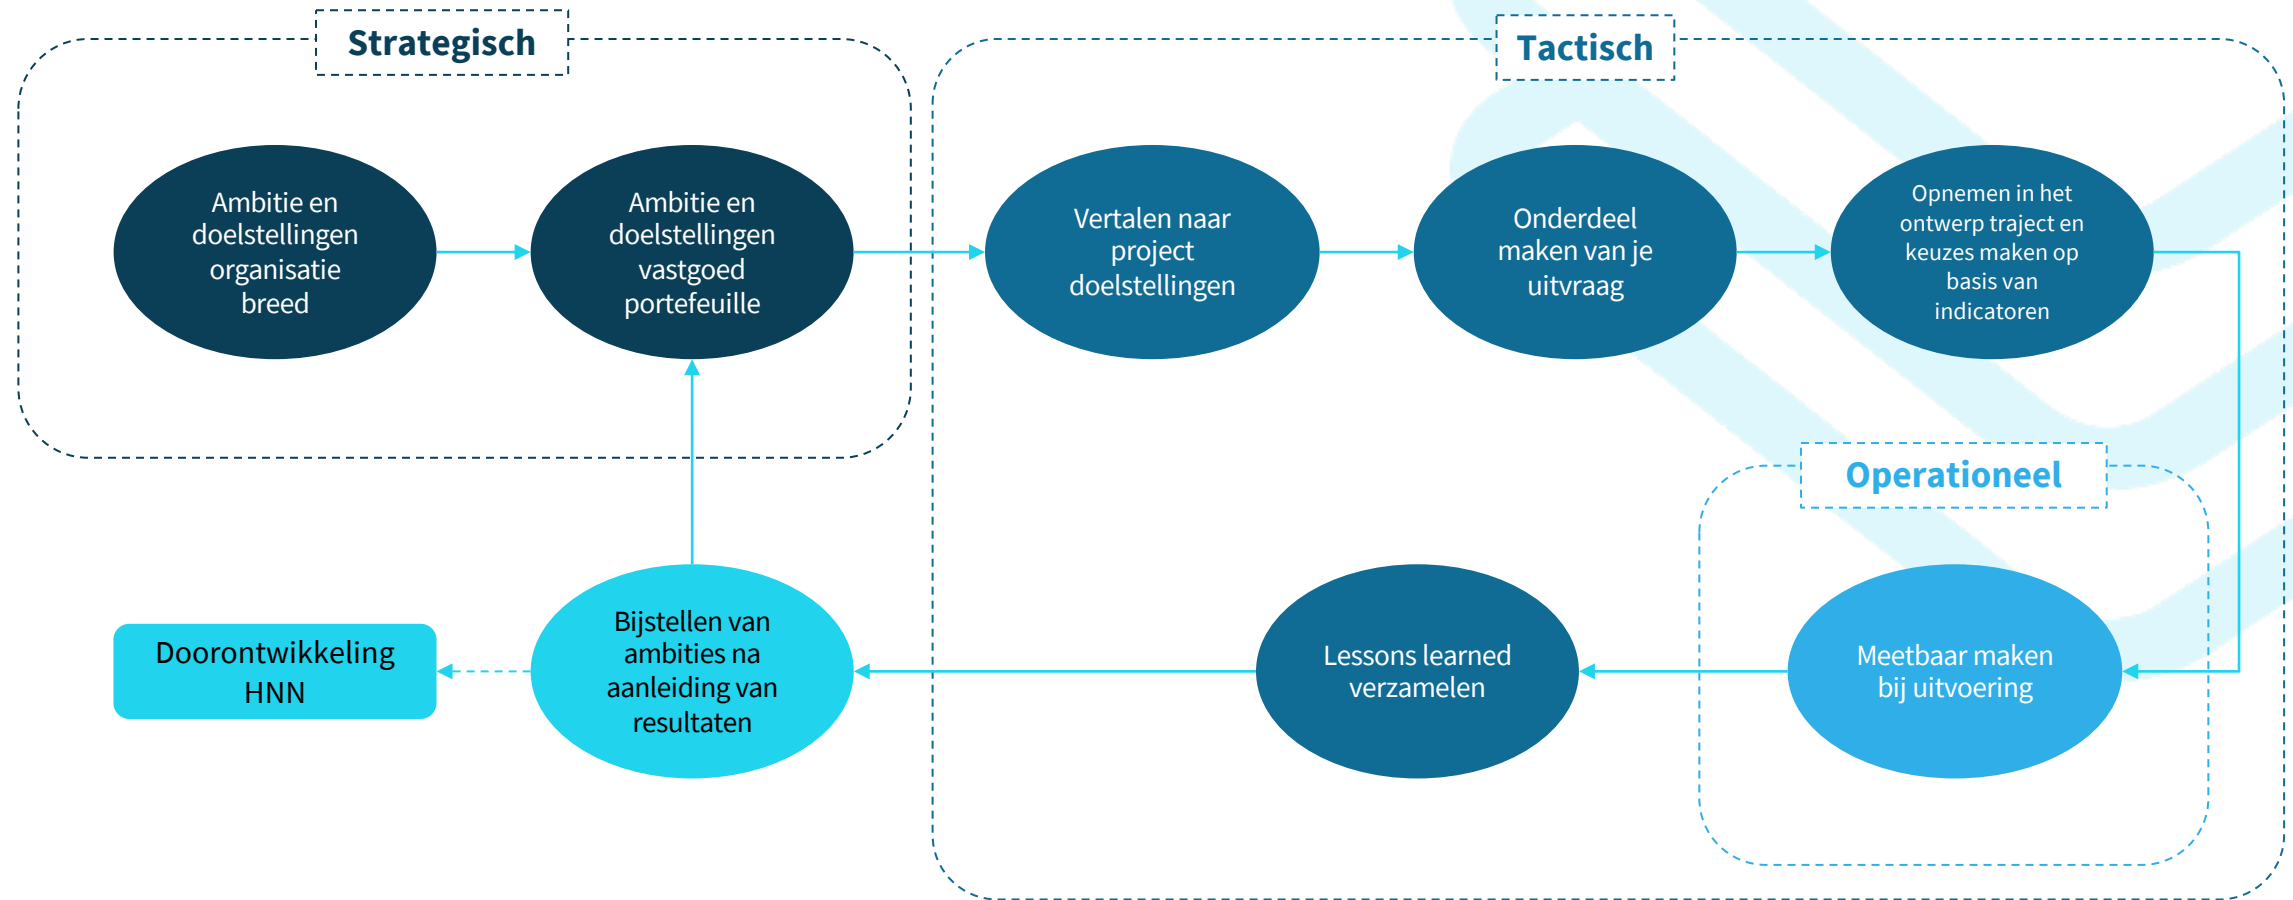 Strategisch
Tactisch
Ambitie en
doelstellingen
organisatie
breed
Ambitie en
doelstellingen
vastgoed
portefeuille
Vertalen naar
project
doelstellingen
Onderdeel
maken van je
uitvraag
Opnemen in het
ontwerp traject en
keuzes maken op
basis van
indicatoren
Operationeel
Doorontwikkeling
HNN
Bijstellen van
ambities na
aanleiding van
resultaten
Lessons learned
verzamelen
Meetbaar maken
bij uitvoering